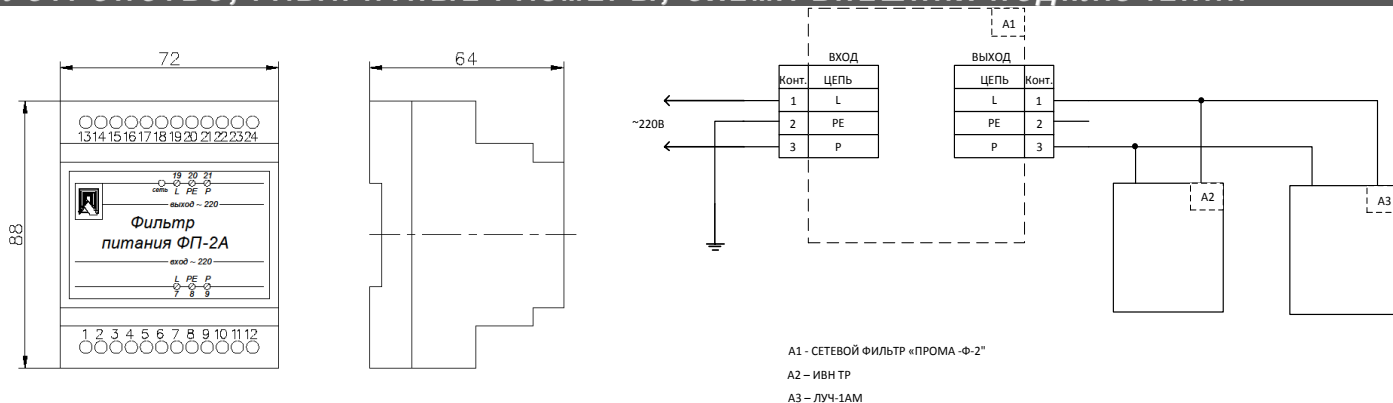 72
64
88
13 14 15 16 17 18 19 20 21 22 23 24
19 20 21
сеть L PE P
выход ~ 220
Фильтр
питания ФП-2А
вход ~ 220
L PE P
7 8 9
1 2 3 4 5 6 7 8 9 10 11 12
A1
ВХОД
Конт. ЦЕПЬ
1 L
2 PE
3 P
~220В
ВЫХОД
ЦЕПЬ Конт.
L 1
PE 2
P 3
A2
A3
A1 - СЕТЕВОЙ ФИЛЬТР «ПРОМА -Ф-2"
A2 – ИВН ТР
A3 – ЛУЧ-1АМ